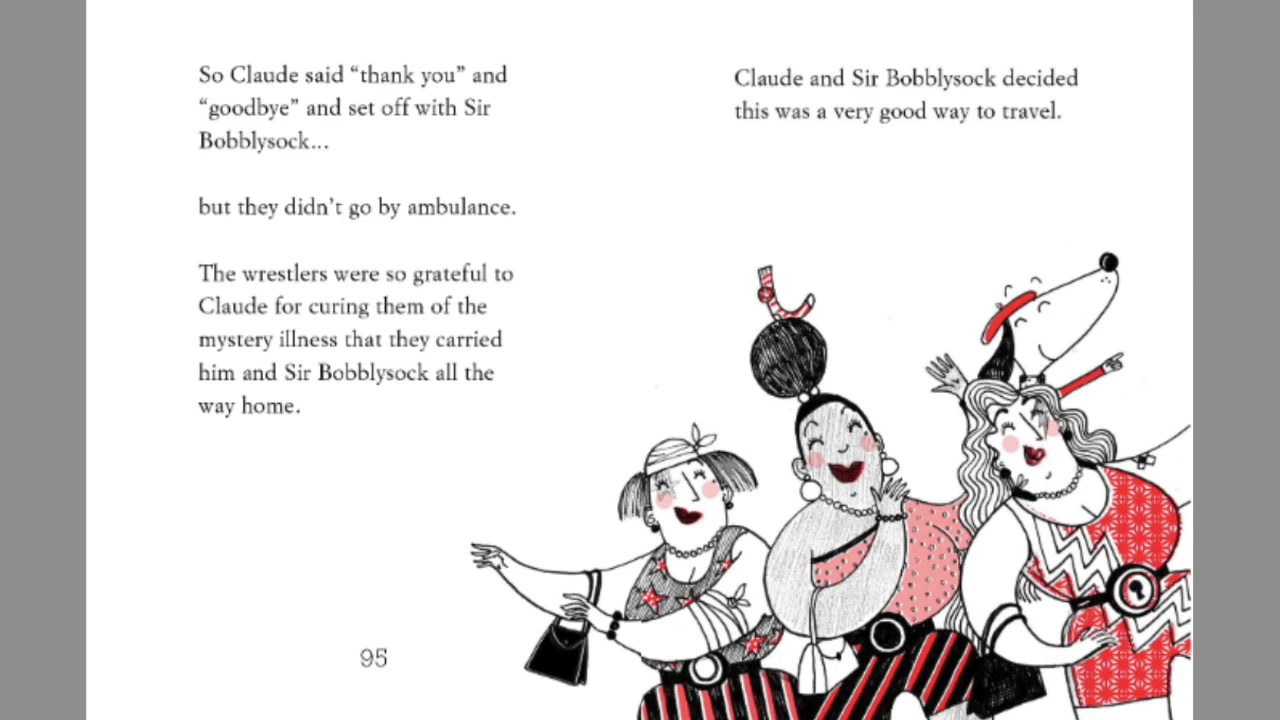 So Claude said “thank you” and
“goodbye” and set off with Sir
Bobblysock...
but they didn’t go by ambulance.
The wrestlers were so grateful to
Claude for curing them of the
mystery illness that they carried
him and Sir Bobblysock all the
way home.
95
Claude and Sir Bobblysock decided
this was a very good way to travel.